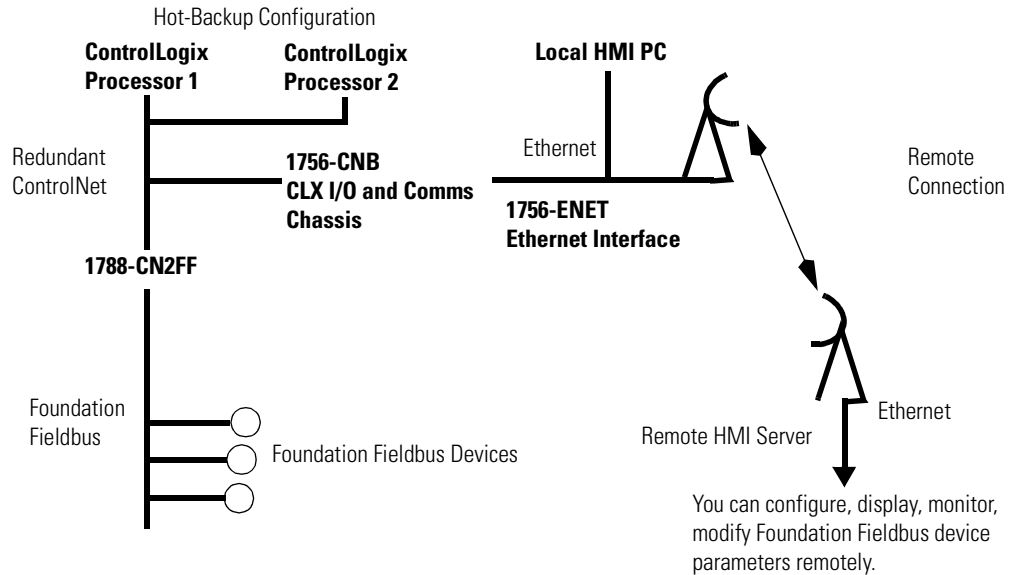 Hot-Backup Configuration
ControlLogix
Processor 1
ControlLogix
Processor 2
Local HMI PC
Redundant
ControlNet
1756-CNB
CLX I/O and Comms
Chassis
Ethernet
1756-ENET
Ethernet Interface
Remote
Connection
1788-CN2FF
Foundation
Fieldbus
Foundation Fieldbus Devices
Remote HMI Server
Ethernet
You can configure, display, monitor,
modify Foundation Fieldbus device
parameters remotely.